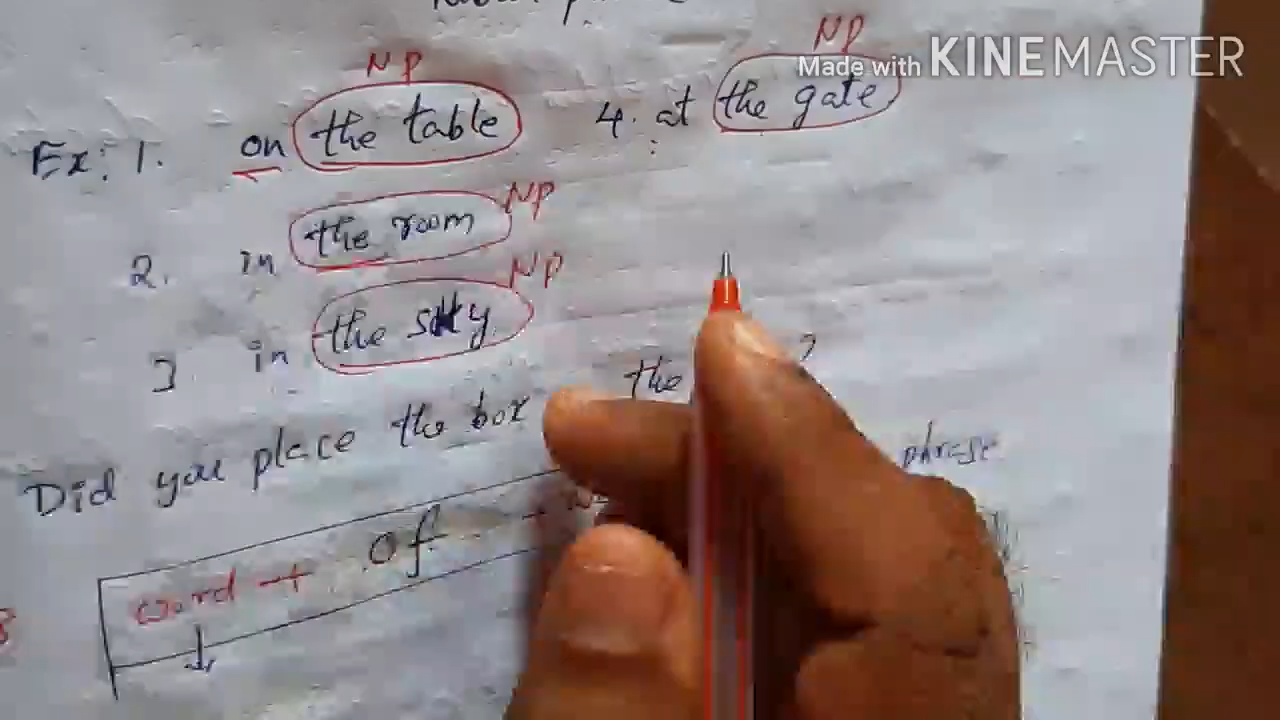 NP
NP
Made with KINEMASTER
Ex: 1. on the table 4. at the gate
2. in the room NP
3 in the sky NP
Did you place the box the ?
phrase
word + of +